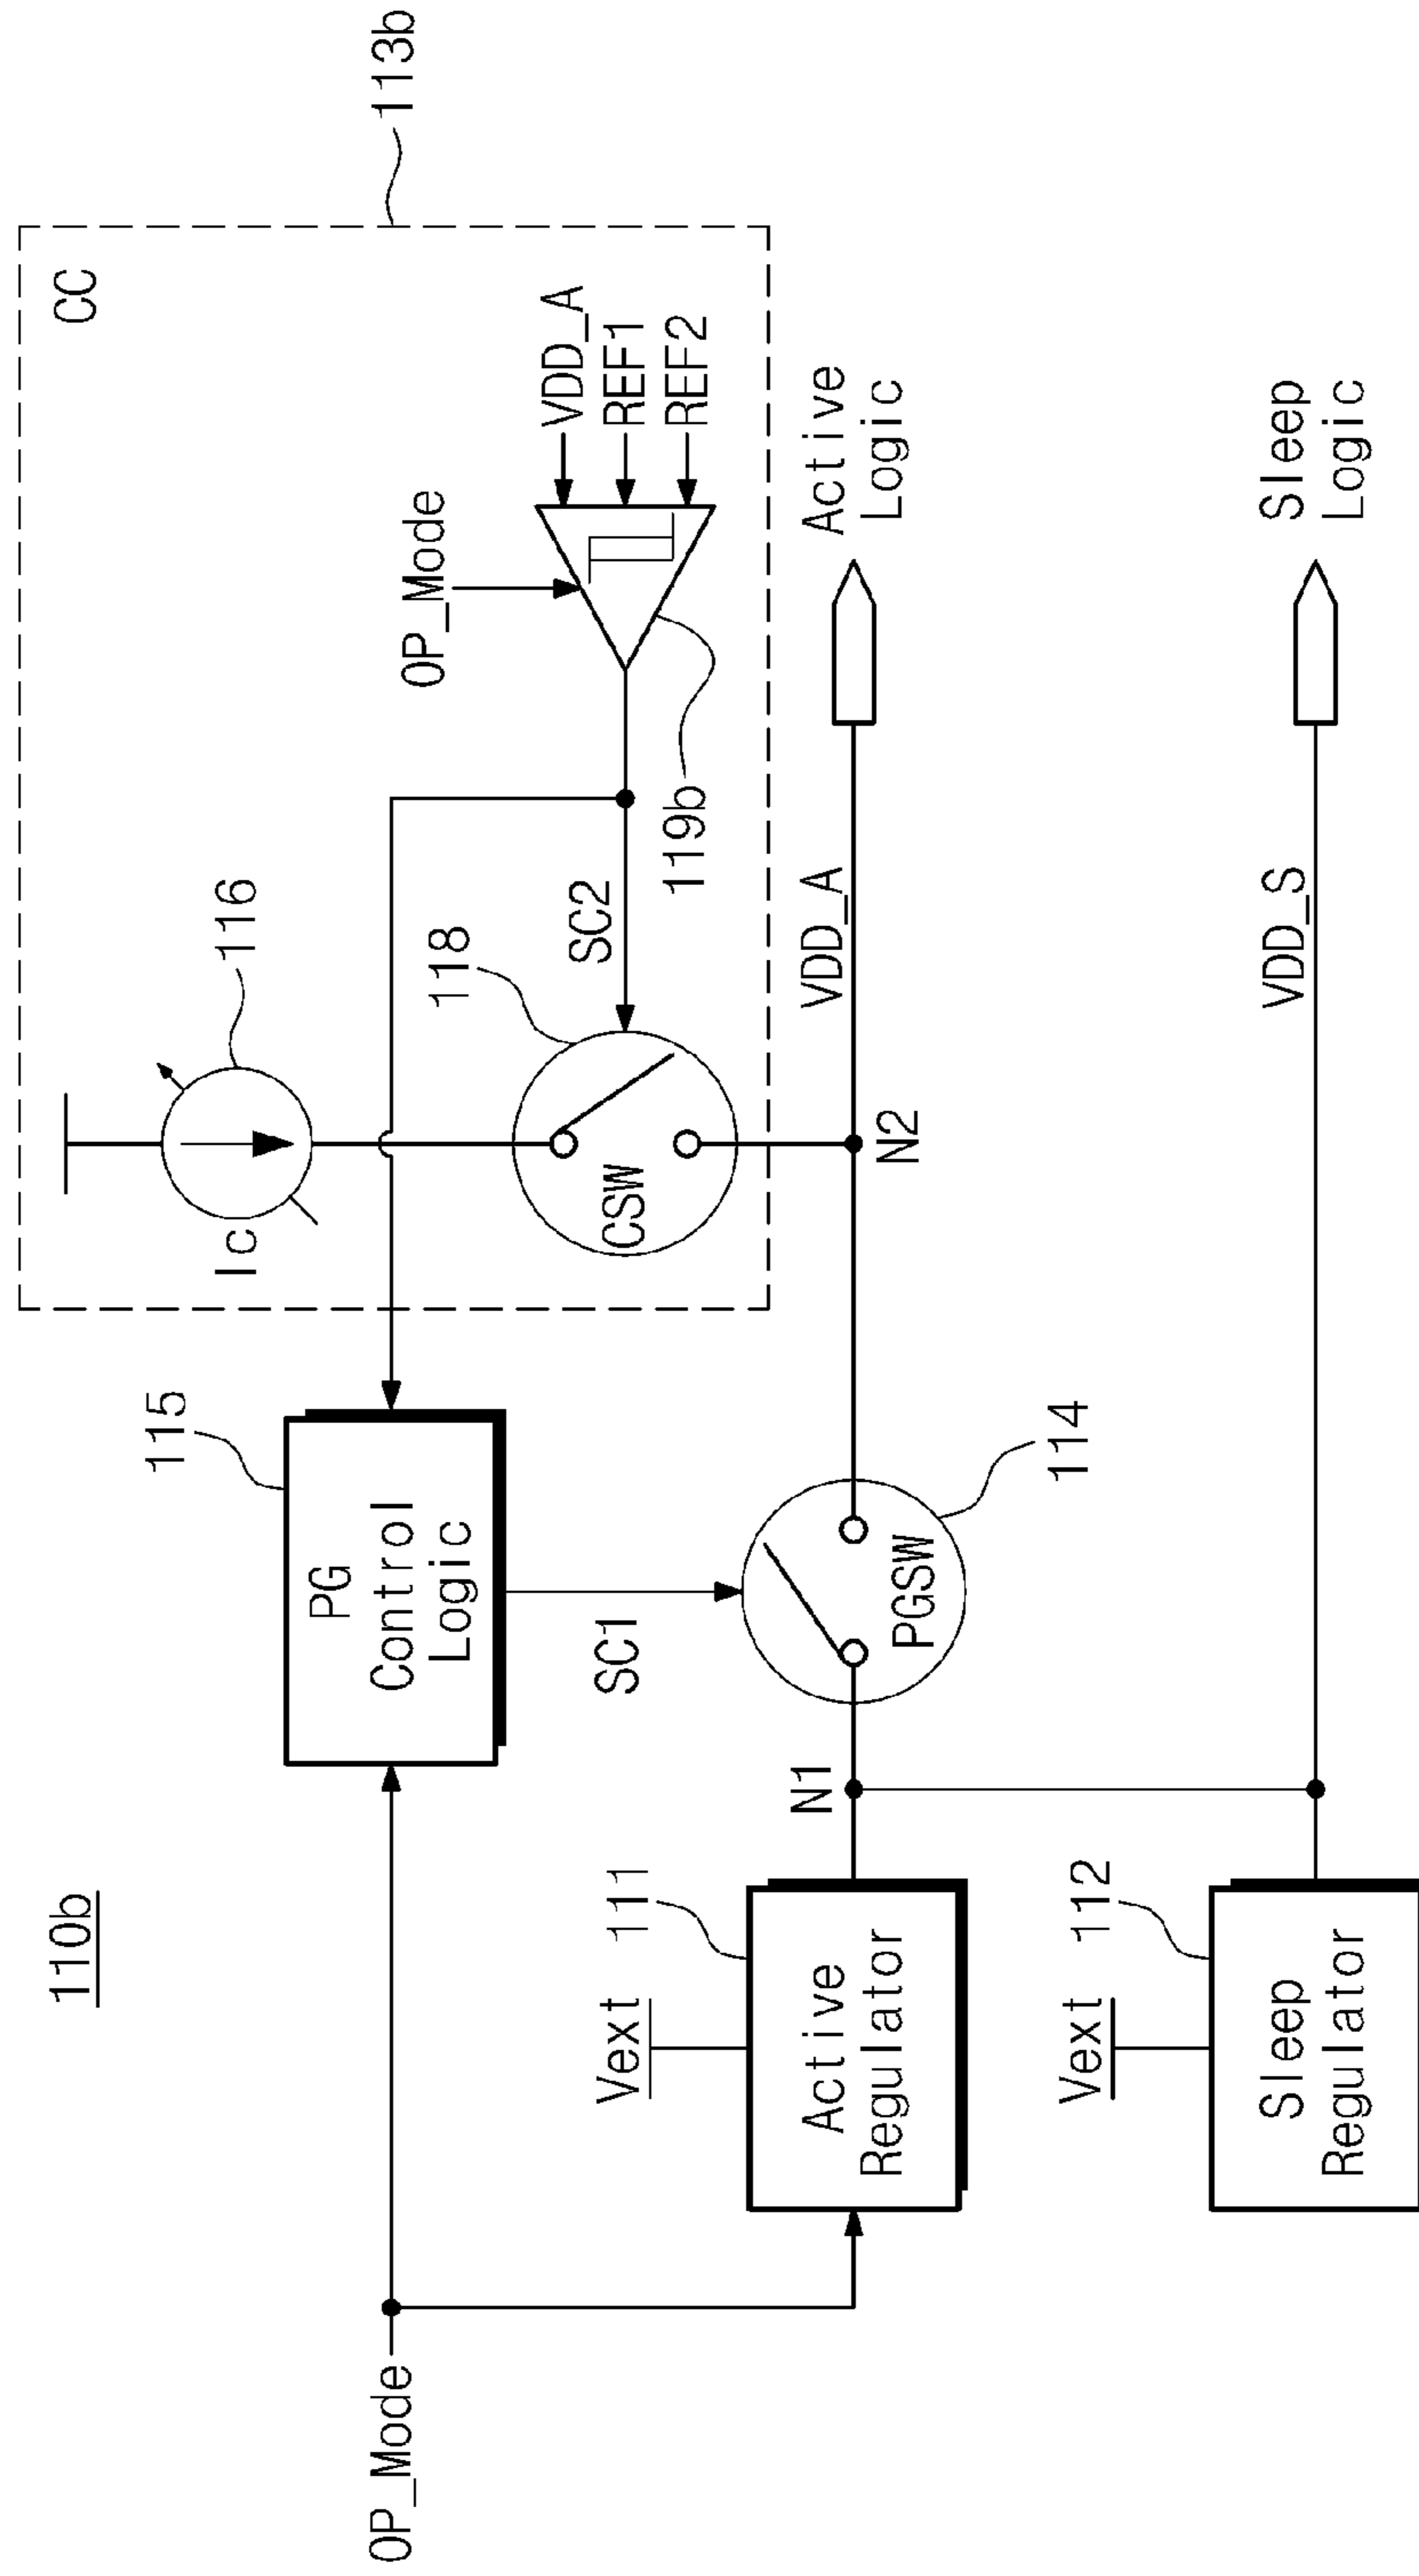 110b
113b
CC
116
Ic
OP_Mode
VDD_A
REF1
REF2
118
SC2
CSW
119b
115
PG
Control
Logic
OP_Mode
SC1
Vext
111
Active
Regulator
N1
PGSW
114
N2
VDD_A
Active
Logic
Vext
112
Sleep
Regulator
VDD_S
Sleep
Logic